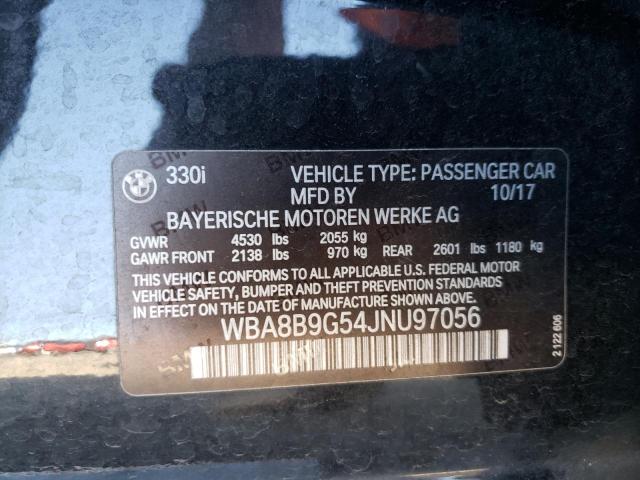 330i VEHICLE TYPE: PASSENGER CAR
MFD BY 10/17
BAYERISCHE MOTOREN WERKE AG
GVWR 4530 lbs 2055 kg
GAWR FRONT 2138 lbs 970 kg REAR 2601 lbs 1180 kg
THIS VEHICLE CONFORMS TO ALL APPLICABLE U.S. FEDERAL MOTOR
VEHICLE SAFETY, BUMPER AND THEFT PREVENTION STANDARDS
IN EFFECT ON THE DATE OF MANUFACTURE SHOWN ABOVE.
WBA8B9G54JNU97056
2 122 606